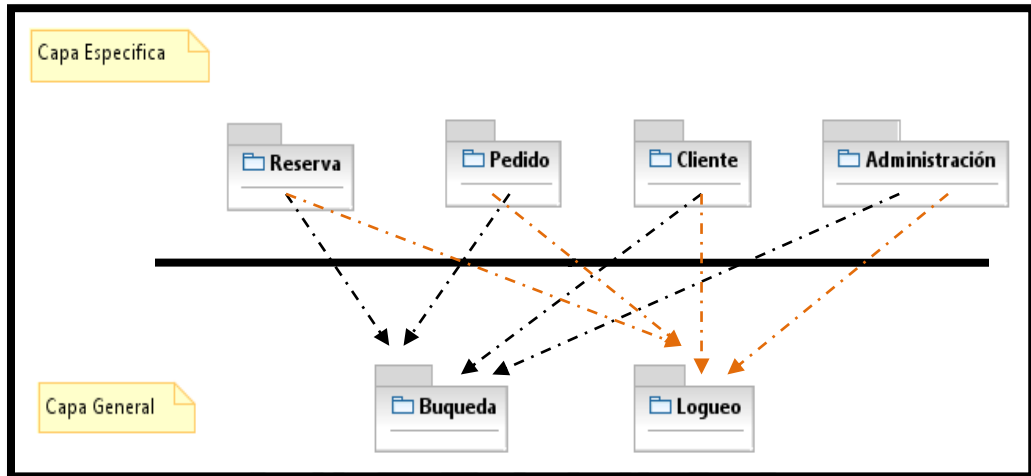 Capa Especifica
Reserva
Pedido
Cliente
Administración
Capa General
Buqueda
Logueo